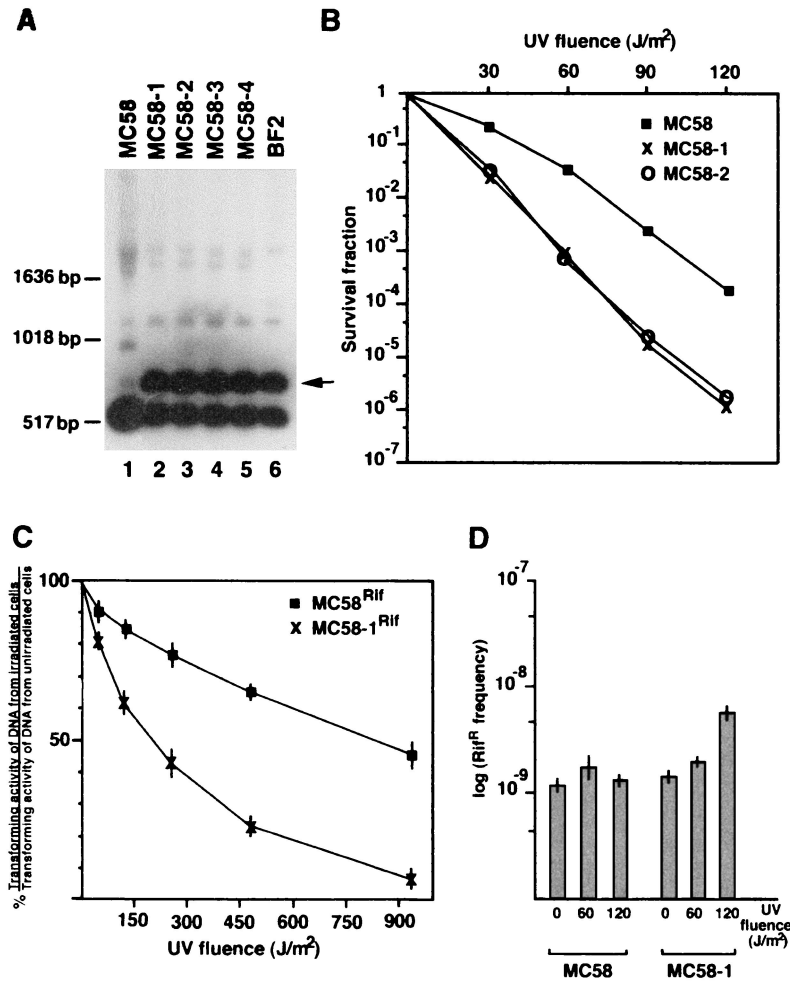 A
MC58
MC58-1
MC58-2
MC58-3
MC58-4
BF2
1636 bp
1018 bp
517 bp
1 2 3 4 5 6
B
UV fluence (J/m²)
30 60 90 120
1
10⁻¹
10⁻²
10⁻³
10⁻⁴
10⁻⁵
10⁻⁶
10⁻⁷
Survival fraction
MC58
MC58-1
MC58-2
C
% Transforming activity of DNA from irradiated cells
Transforming activity of DNA from unirradiated cells
100
50
MC58ᴿⁱᶠ
MC58-1ᴿⁱᶠ
150 300 450 600 750 900
UV fluence (J/m²)
D
log (Rifᴿ frequency)
10⁻⁷
10⁻⁸
10⁻⁹
0 60 120 0 60 120 UV
fluence
(J/m²)
MC58 MC58-1